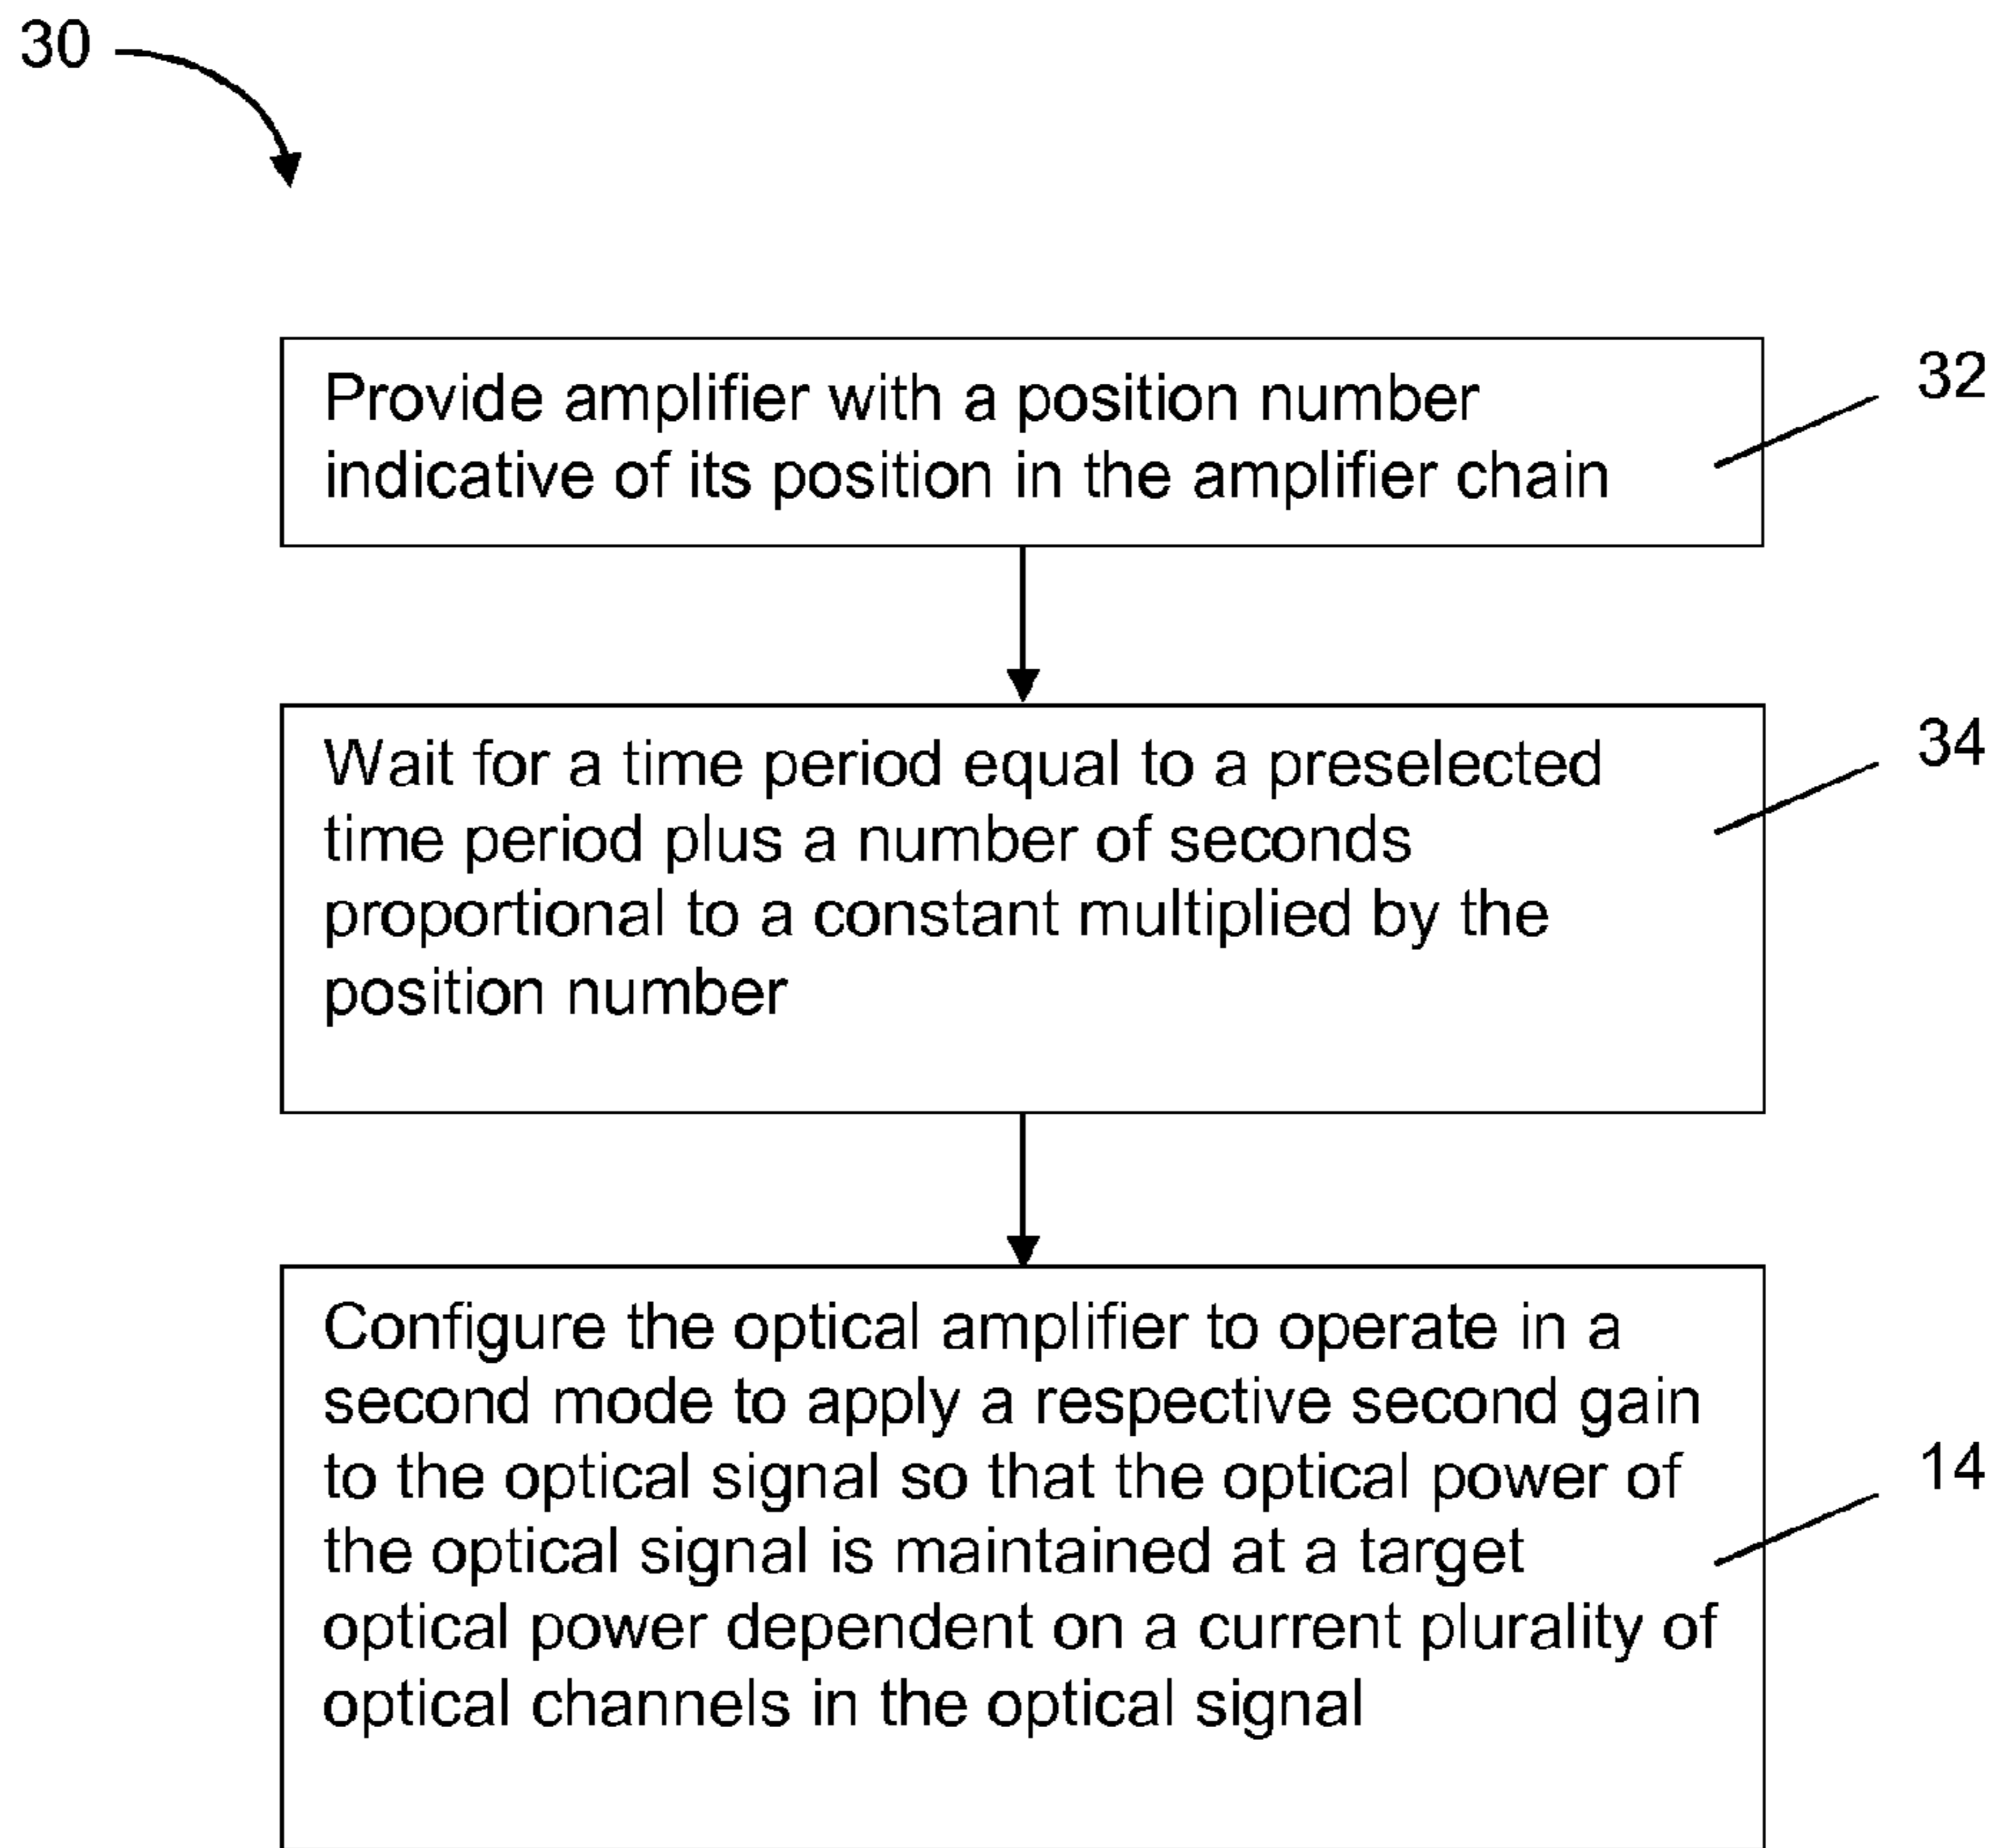 30
Provide amplifier with a position number
indicative of its position in the amplifier chain
32
Wait for a time period equal to a preselected
time period plus a number of seconds
proportional to a constant multiplied by the
position number
34
Configure the optical amplifier to operate in a
second mode to apply a respective second gain
to the optical signal so that the optical power of
the optical signal is maintained at a target
optical power dependent on a current plurality of
optical channels in the optical signal
14